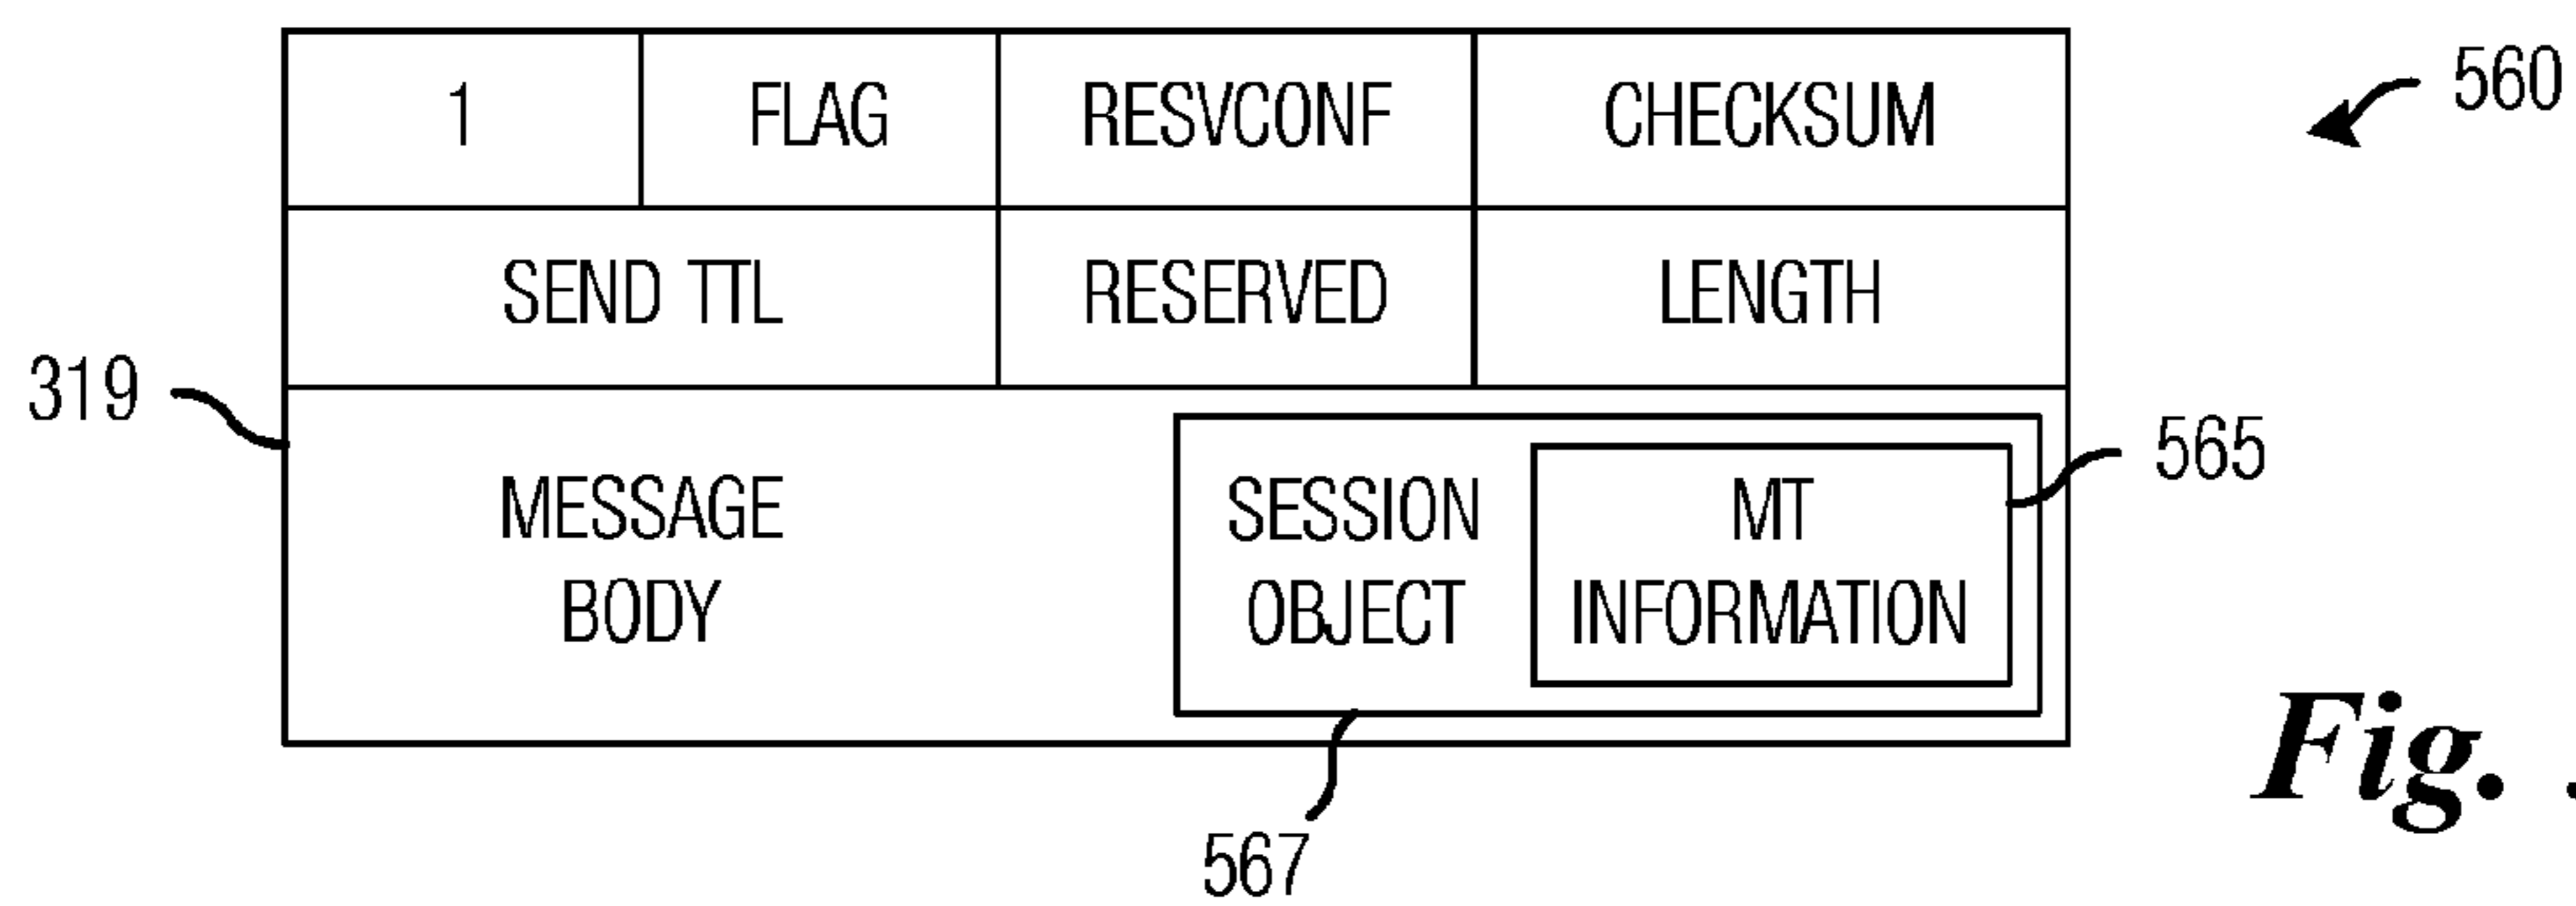 1 FLAG RESVCONF CHECKSUM
560
SEND TTL RESERVED LENGTH
319
565
MESSAGE
BODY
SESSION
OBJECT
MT
INFORMATION
567
Fig.